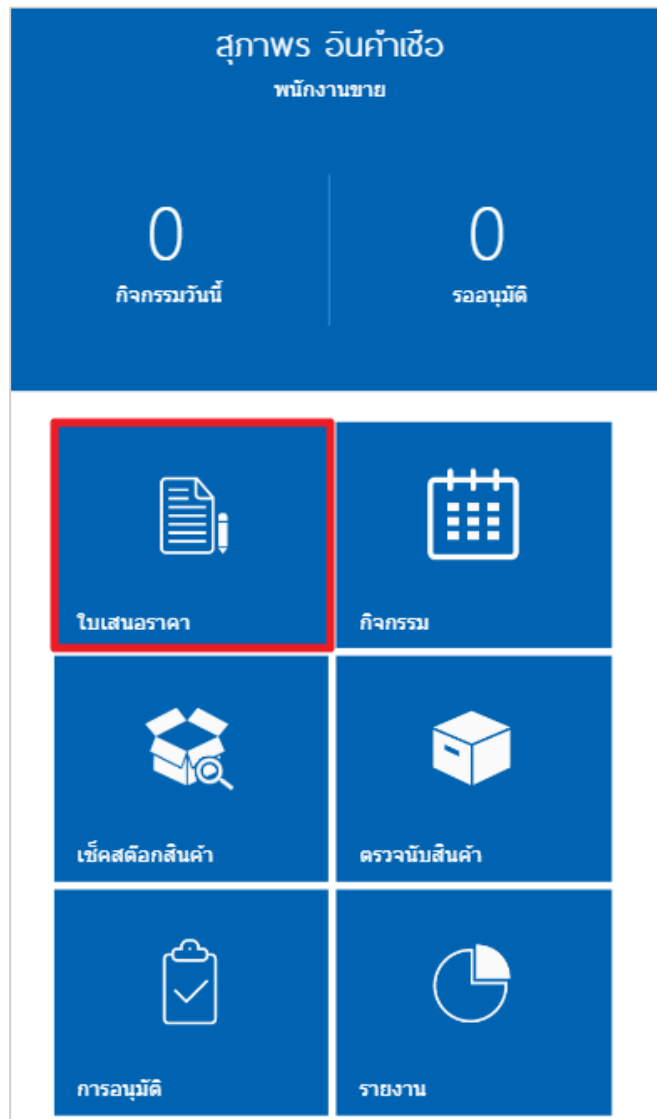 สุภาพร อินคำเชื้อ
พนักงานขาย
0 0
กิจกรรมวันนี้ รออนุมัติ
ใบเสนอราคา กิจกรรม
เช็คสต๊อกสินค้า ตรวจนับสินค้า
การอนุมัติ รายงาน